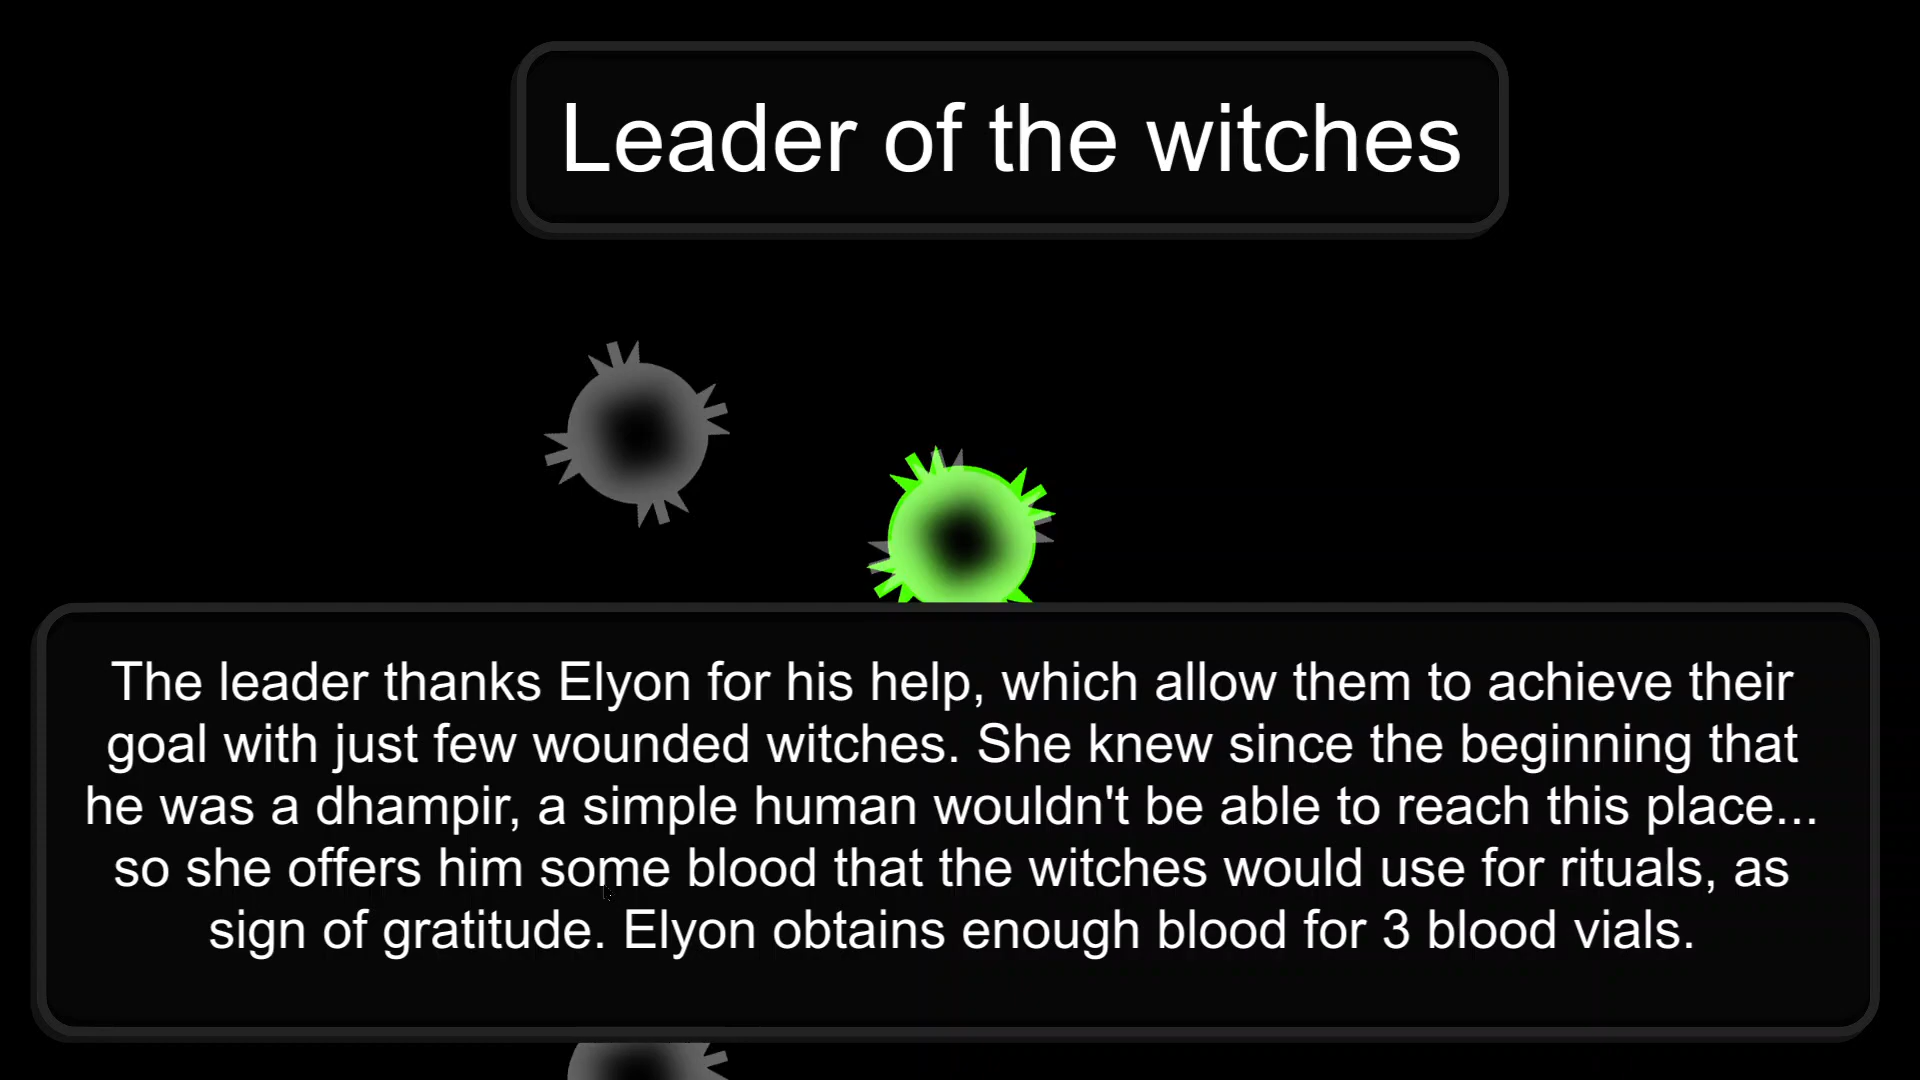 Leader of the witches
The leader thanks Elyon for his help, which allow them to achieve their
goal with just few wounded witches. She knew since the beginning that
he was a dhampir, a simple human wouldn't be able to reach this place...
so she offers him some blood that the witches would use for rituals, as
sign of gratitude. Elyon obtains enough blood for 3 blood vials.